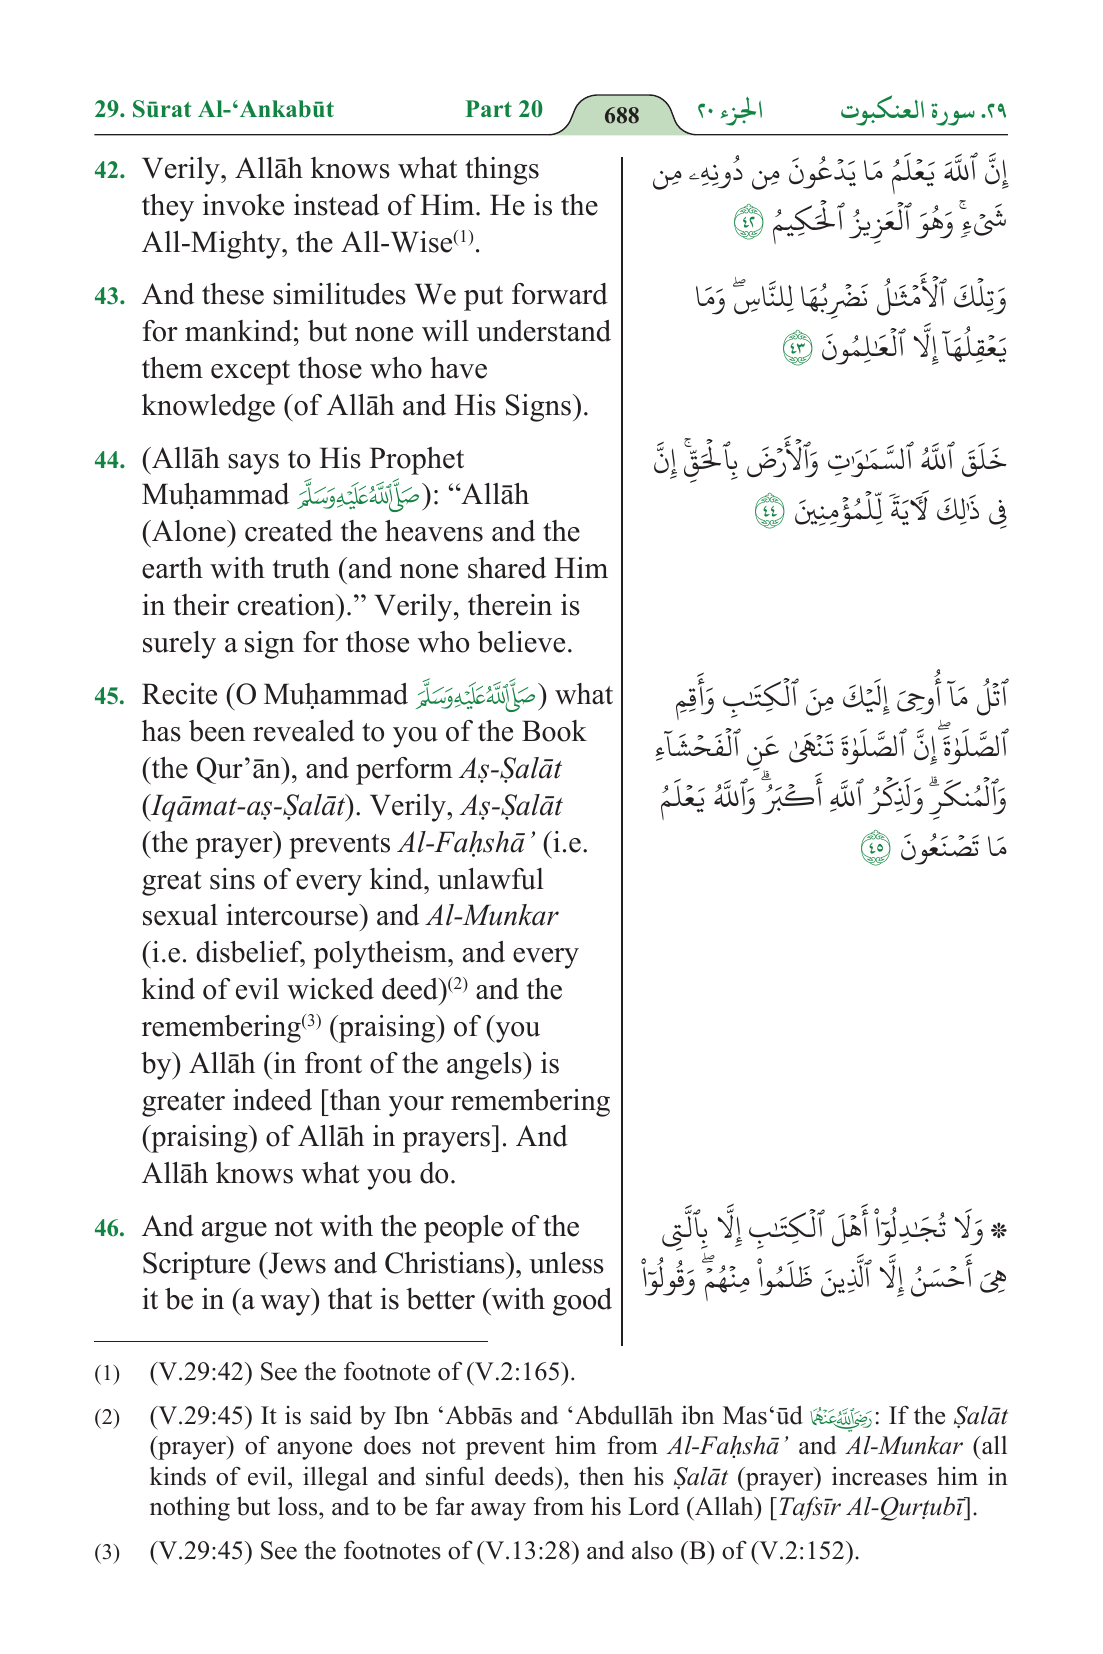 29. Sūrat Al-‘Ankabūt Part 20 688 الجزء ٢٠ ٢٩. سورة العنكبوت
42. Verily, Allāh knows what things
they invoke instead of Him. He is the
All-Mighty, the All-Wise(1).
إِنَّ ٱللَّهَ يَعۡلَمُ مَا يَدۡعُونَ مِن دُونِهِۦ مِن
شَيۡءٖۚ وَهُوَ ٱلۡعَزِيزُ ٱلۡحَكِيمُ ٤٢
43. And these similitudes We put forward
for mankind; but none will understand
them except those who have
knowledge (of Allāh and His Signs).
وَتِلۡكَ ٱلۡأَمۡثَٰلُ نَضۡرِبُهَا لِلنَّاسِۖ وَمَا
يَعۡقِلُهَآ إِلَّا ٱلۡعَٰلِمُونَ ٤٣
44. (Allāh says to His Prophet
Muḥammad صَلَّى ٱللَّهُ عَلَيْهِ وَسَلَّمَ): “Allāh
(Alone) created the heavens and the
earth with truth (and none shared Him
in their creation).” Verily, therein is
surely a sign for those who believe.
خَلَقَ ٱللَّهُ ٱلسَّمَٰوَٰتِ وَٱلۡأَرۡضَ بِٱلۡحَقِّۚ إِنَّ
فِي ذَٰلِكَ لَأٓيَةٗ لِّلۡمُؤۡمِنِينَ ٤٤
45. Recite (O Muḥammad صَلَّى ٱللَّهُ عَلَيْهِ وَسَلَّمَ) what
has been revealed to you of the Book
(the Qur’ān), and perform Aṣ-Ṣalāt
(Iqāmat-aṣ-Ṣalāt). Verily, Aṣ-Ṣalāt
(the prayer) prevents Al-Faḥshā’ (i.e.
great sins of every kind, unlawful
sexual intercourse) and Al-Munkar
(i.e. disbelief, polytheism, and every
kind of evil wicked deed)(2) and the
remembering(3) (praising) of (you
by) Allāh (in front of the angels) is
greater indeed [than your remembering
(praising) of Allāh in prayers]. And
Allāh knows what you do.
ٱتۡلُ مَآ أُوحِيَ إِلَيۡكَ مِنَ ٱلۡكِتَٰبِ وَأَقِمِ
ٱلصَّلَوٰةَۖ إِنَّ ٱلصَّلَوٰةَ تَنۡهَىٰ عَنِ ٱلۡفَحۡشَآءِ
وَٱلۡمُنكَرِۗ وَلَذِكۡرُ ٱللَّهِ أَكۡبَرُۗ وَٱللَّهُ يَعۡلَمُ
مَا تَصۡنَعُونَ ٤٥
46. And argue not with the people of the
Scripture (Jews and Christians), unless
it be in (a way) that is better (with good
۞ وَلَا تُجَٰدِلُوٓاْ أَهۡلَ ٱلۡكِتَٰبِ إِلَّا بِٱلَّتِي
هِيَ أَحۡسَنُ إِلَّا ٱلَّذِينَ ظَلَمُواْ مِنۡهُمۡۖ وَقُولُوٓاْ
(1) (V.29:42) See the footnote of (V.2:165).
(2) (V.29:45) It is said by Ibn ‘Abbās and ‘Abdullāh ibn Mas‘ūd رَضِيَ ٱللَّهُ عَنْهُمَا: If the Ṣalāt
(prayer) of anyone does not prevent him from Al-Faḥshā’ and Al-Munkar (all
kinds of evil, illegal and sinful deeds), then his Ṣalāt (prayer) increases him in
nothing but loss, and to be far away from his Lord (Allah) [Tafsīr Al-Qurṭubī].
(3) (V.29:45) See the footnotes of (V.13:28) and also (B) of (V.2:152).